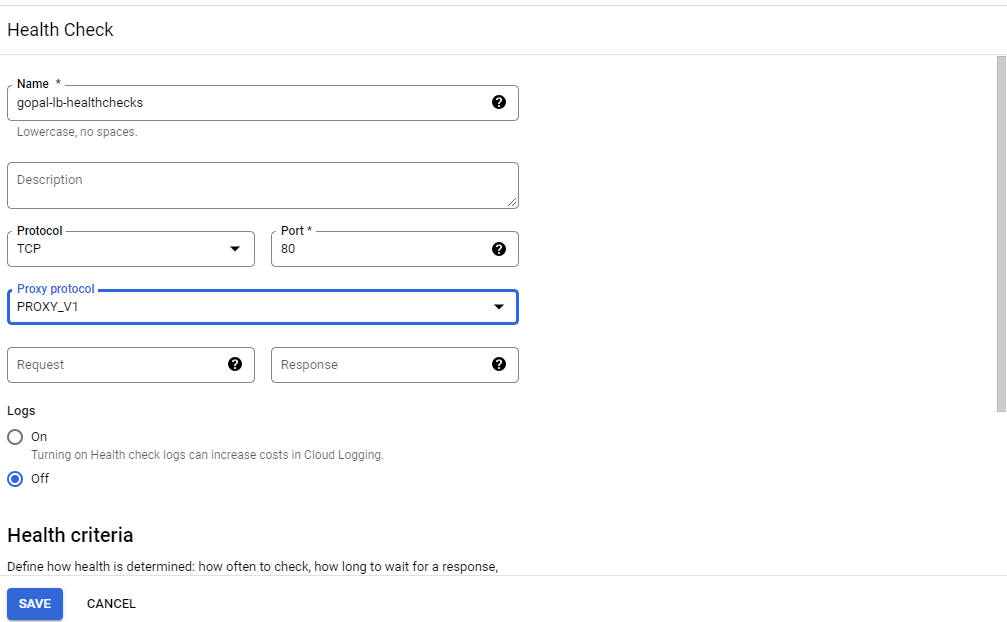 Health Check
Name *
gopal-lb-healthchecks
Lowercase, no spaces.
Description
Protocol
TCP
Port *
80
Proxy protocol
PROXY_V1
Request
Response
Logs
On
Turning on Health check logs can increase costs in Cloud Logging.
Off
Health criteria
Define how health is determined: how often to check, how long to wait for a response,
SAVE CANCEL